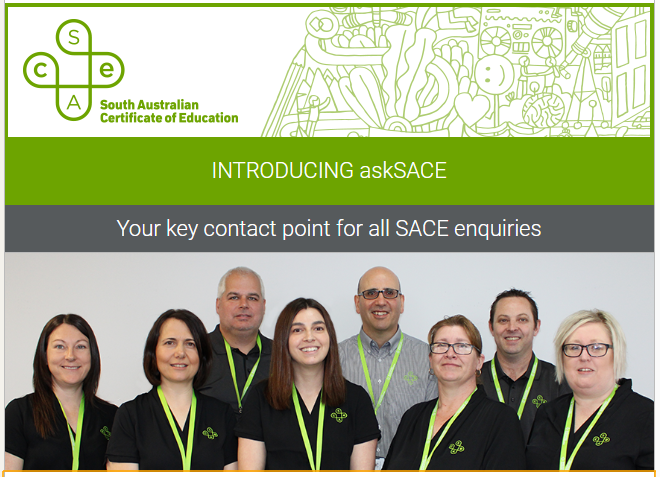 S
c e
A
South Australian
Certificate of Education
INTRODUCING askSACE
Your key contact point for all SACE enquiries